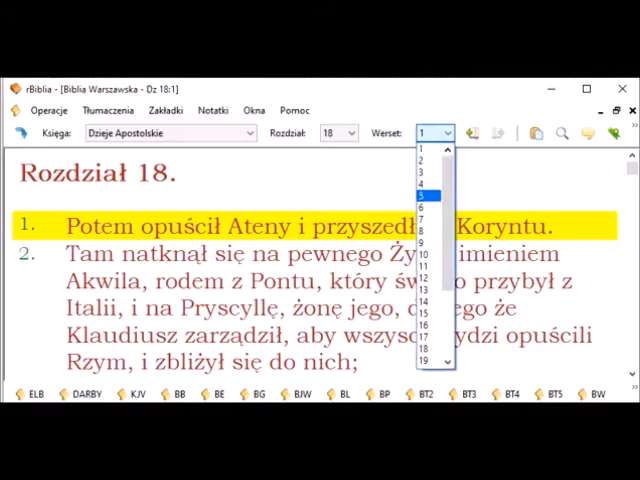 rBiblia - [Biblia Warszawska - Dz 18:1]
Operacje Tłumaczenia Zakładki Notatki Okna Pomoc
Księga: Dzieje Apostolskie Rozdział: 18 Werset: 1
Rozdział 18.
1
2
3
4
5
6
7
8
9
10
11
12
13
14
15
16
17
18
19
1. Potem opuścił Ateny i przyszedł Koryntu.
2. Tam natknął się na pewnego imieniem
Akwila, rodem z Pontu, który przybył z
Italii, i na Pryscyllę, żonę jego, że
Klaudiusz zarządził, aby opuścili
Rzym, i zbliżył się do nich;
ELB DARBY KJV BB BE BG BJW BL BP BT2 BT3 BT4 BT5 BW